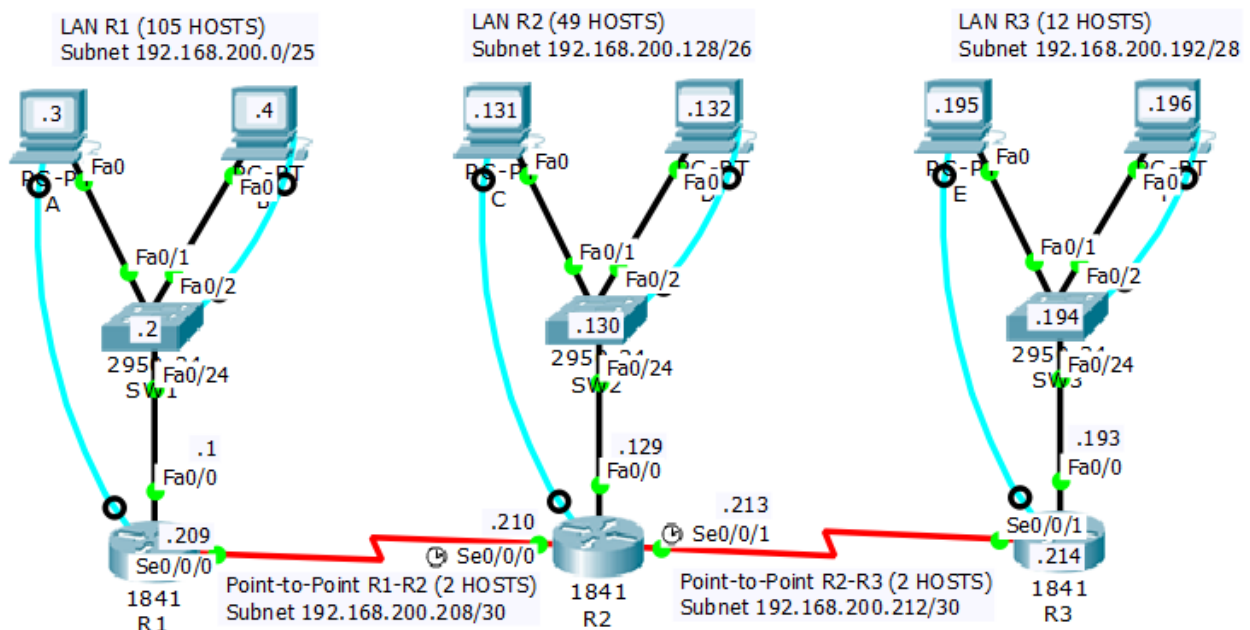 LAN R1 (105 HOSTS)
Subnet 192.168.200.0/25
LAN R2 (49 HOSTS)
Subnet 192.168.200.128/26
LAN R3 (12 HOSTS)
Subnet 192.168.200.192/28
.3
.4
.131
.132
.195
.196
Fa0
Fa0
Fa0
Fa0
Fa0
Fa0
A
C
E
Fa0/1
Fa0/2
Fa0/1
Fa0/2
Fa0/1
Fa0/2
.2
.130
.194
Fa0/24
Fa0/24
Fa0/24
.1
Fa0/0
.129
Fa0/0
.193
Fa0/0
.209
Se0/0/0
.210
Se0/0/0
.213
Se0/0/1
Se0/0/1
.214
1841
R1
Point-to-Point R1-R2 (2 HOSTS)
Subnet 192.168.200.208/30
1841
R2
Point-to-Point R2-R3 (2 HOSTS)
Subnet 192.168.200.212/30
1841
R3